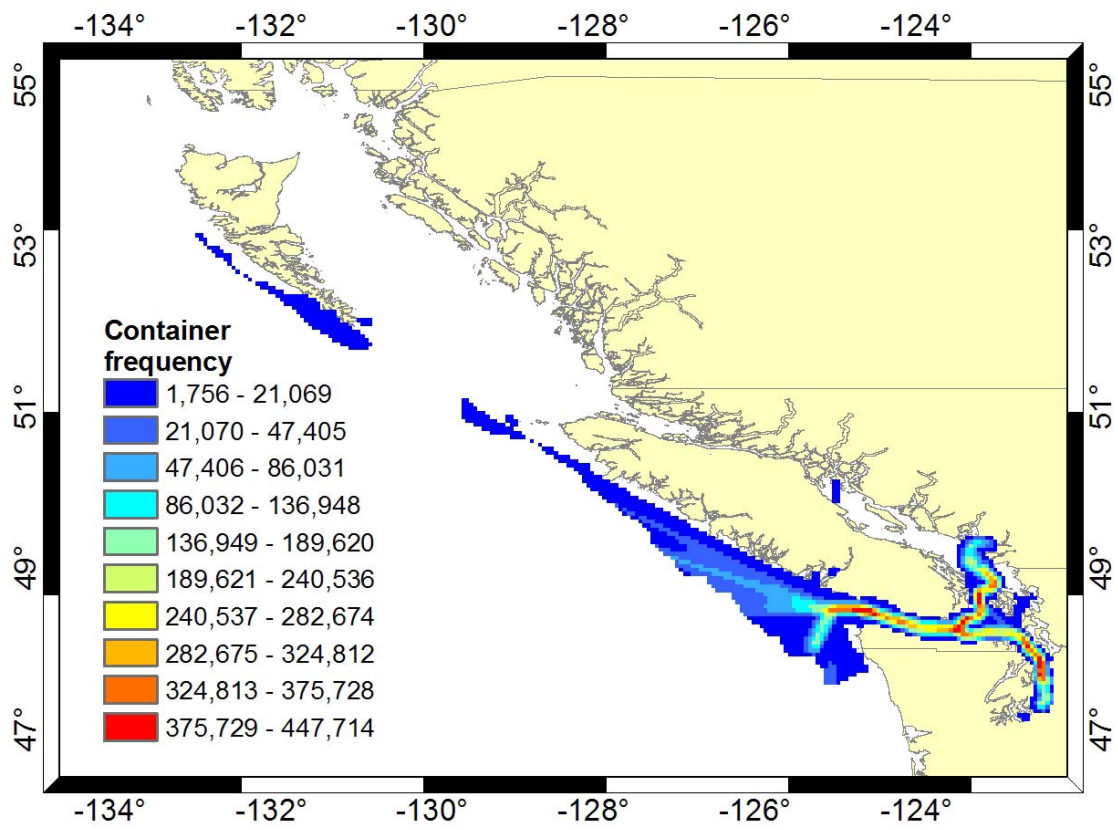 -134° -132° -130° -128° -126° -124°
55° 55°
53° 53°
Container
frequency
1,756 - 21,069
21,070 - 47,405
47,406 - 86,031
86,032 - 136,948
136,949 - 189,620
189,621 - 240,536
240,537 - 282,674
282,675 - 324,812
324,813 - 375,728
375,729 - 447,714
51° 51°
49° 49°
47° 47°
-134° -132° -130° -128° -126° -124°